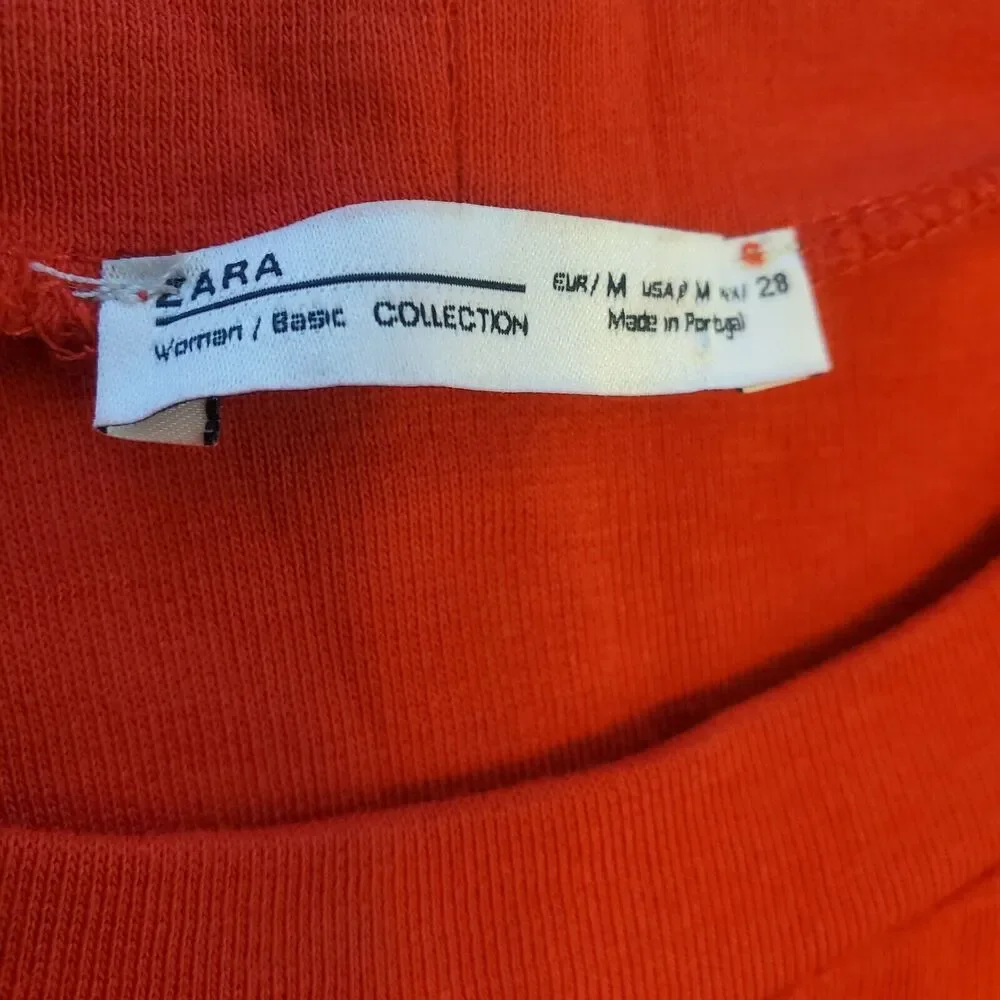 ZARA
Woman / Basic COLLECTION
EUR / M USA M 28
Made in Portugal